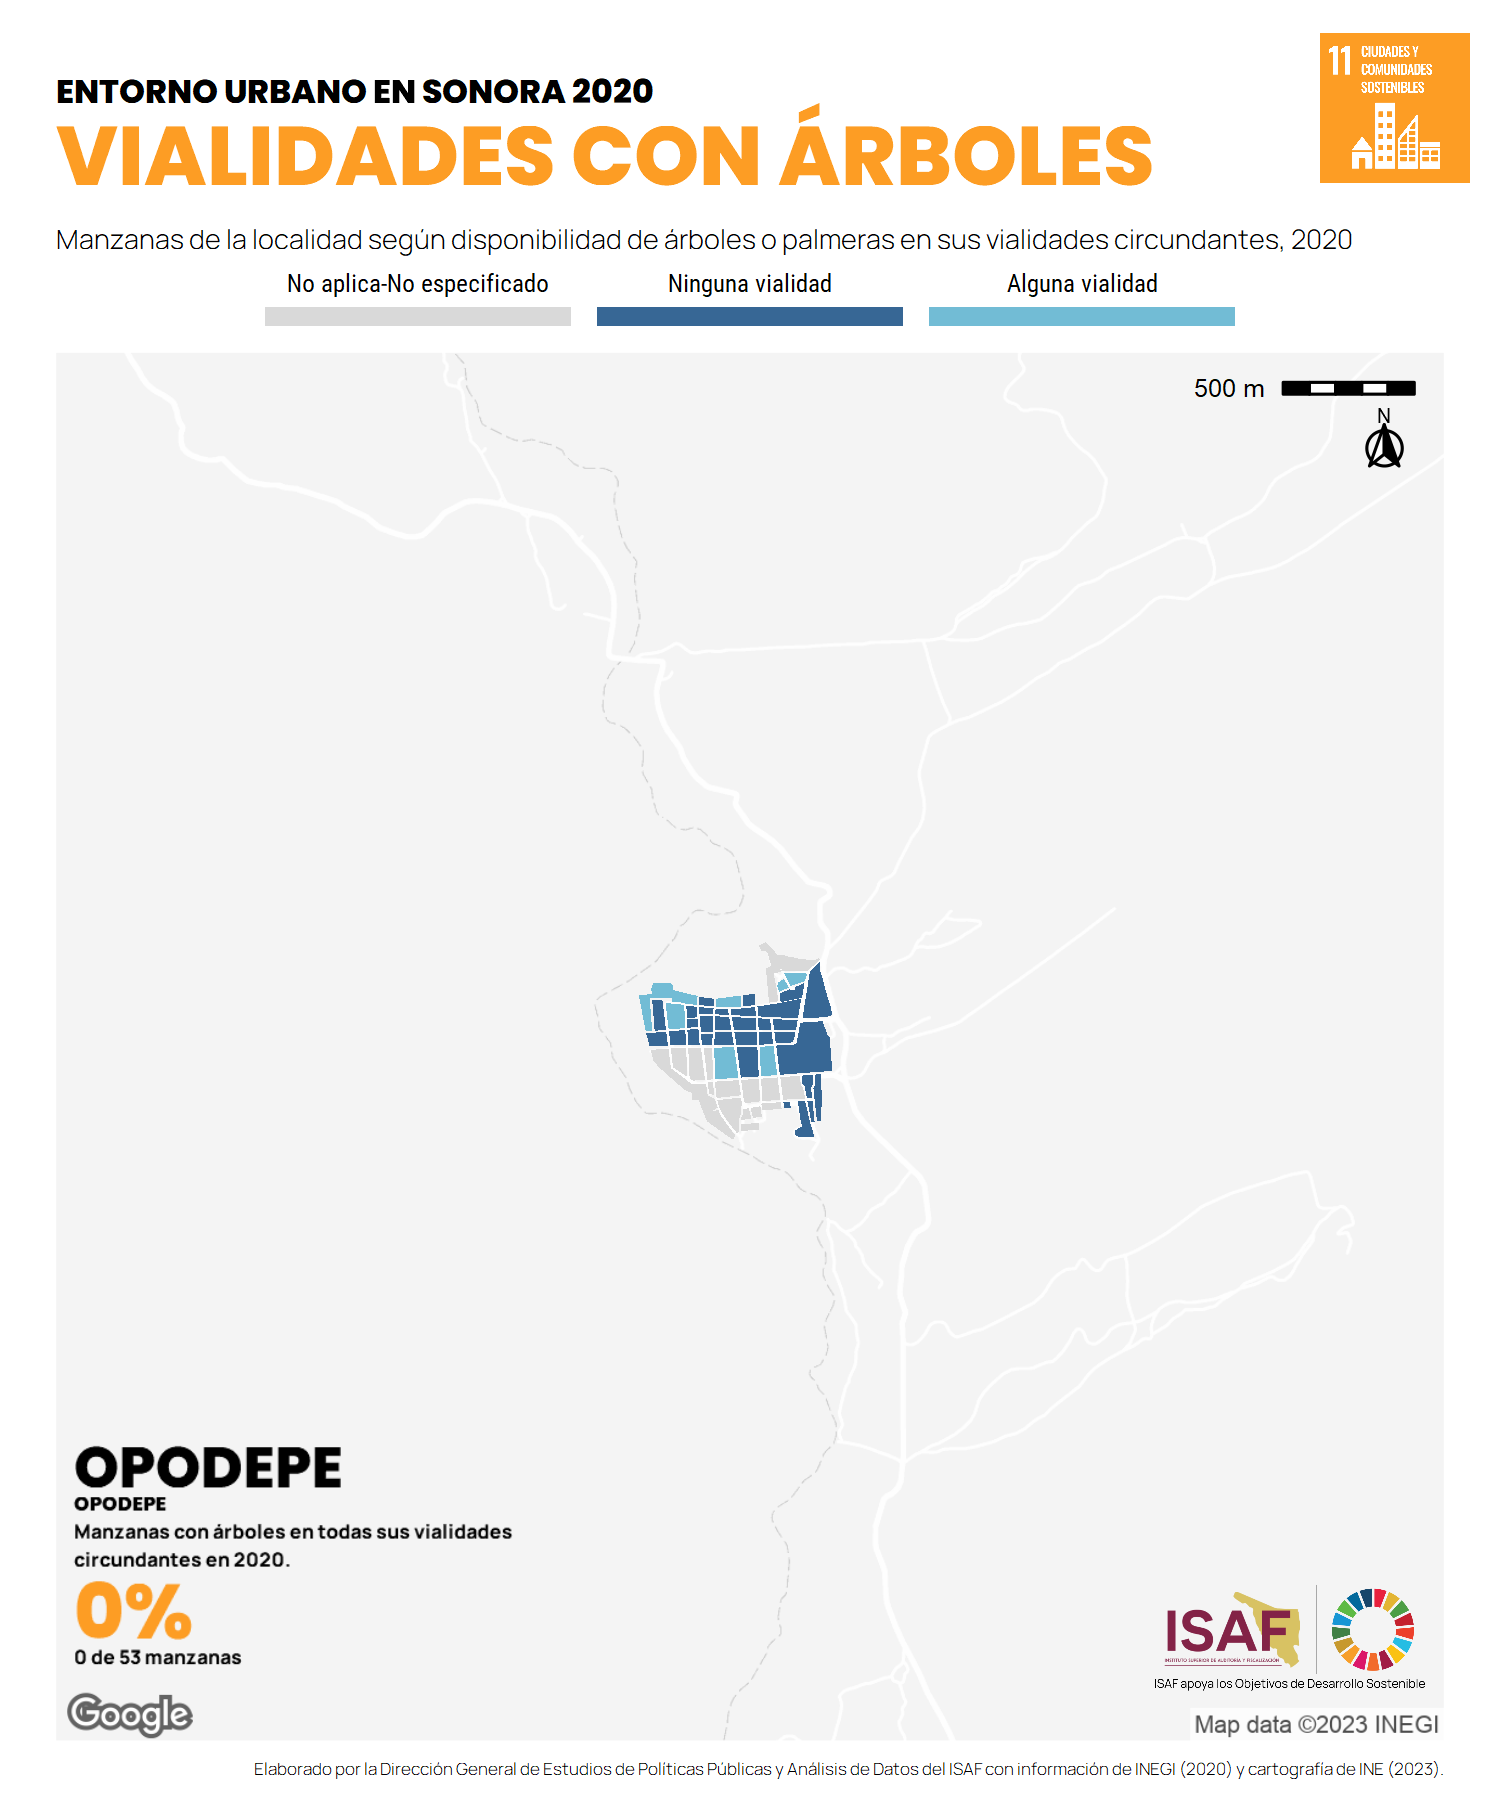 11 CIUDADES Y
COMUNIDADES
SOSTENIBLES
ENTORNO URBANO EN SONORA 2020
VIALIDADES CON ÁRBOLES
Manzanas de la localidad según disponibilidad de árboles o palmeras en sus vialidades circundantes, 2020
No aplica-No especificado
Ninguna vialidad
Alguna vialidad
500 m
N
OPODEPE
OPODEPE
Manzanas con árboles en todas sus vialidades
circundantes en 2020.
0%
0 de 53 manzanas
Google
ISAF
INSTITUTO SUPERIOR DE AUDITORÍA Y FISCALIZACIÓN
ISAF apoya los Objetivos de Desarrollo Sostenible
Map data ©2023 INEGI
Elaborado por la Dirección General de Estudios de Políticas Públicas y Análisis de Datos del ISAF con información de INEGI (2020) y cartografía de INE (2023).